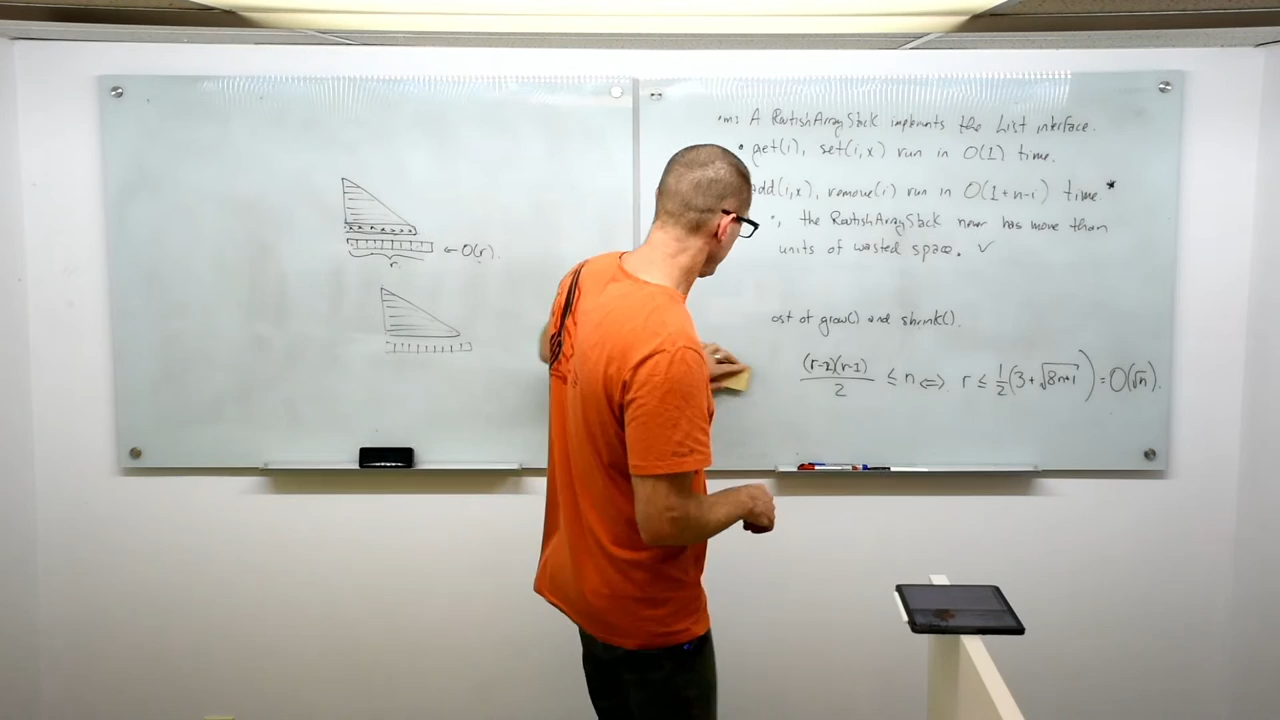 ← O(r).
r
m: A RootishArrayStack implements the List interface.
• get(i), set(i,x) run in O(1) time.
add(i,x), remove(i) run in O(1+n-i) time*
, the RootishArrayStack never has more than
units of wasted space. ✓
ost of grow() and shrink().
(r-2)(r-1)/2 ≤ n ⇔ r ≤ 1/2(3+√8n+1) = O(√n).